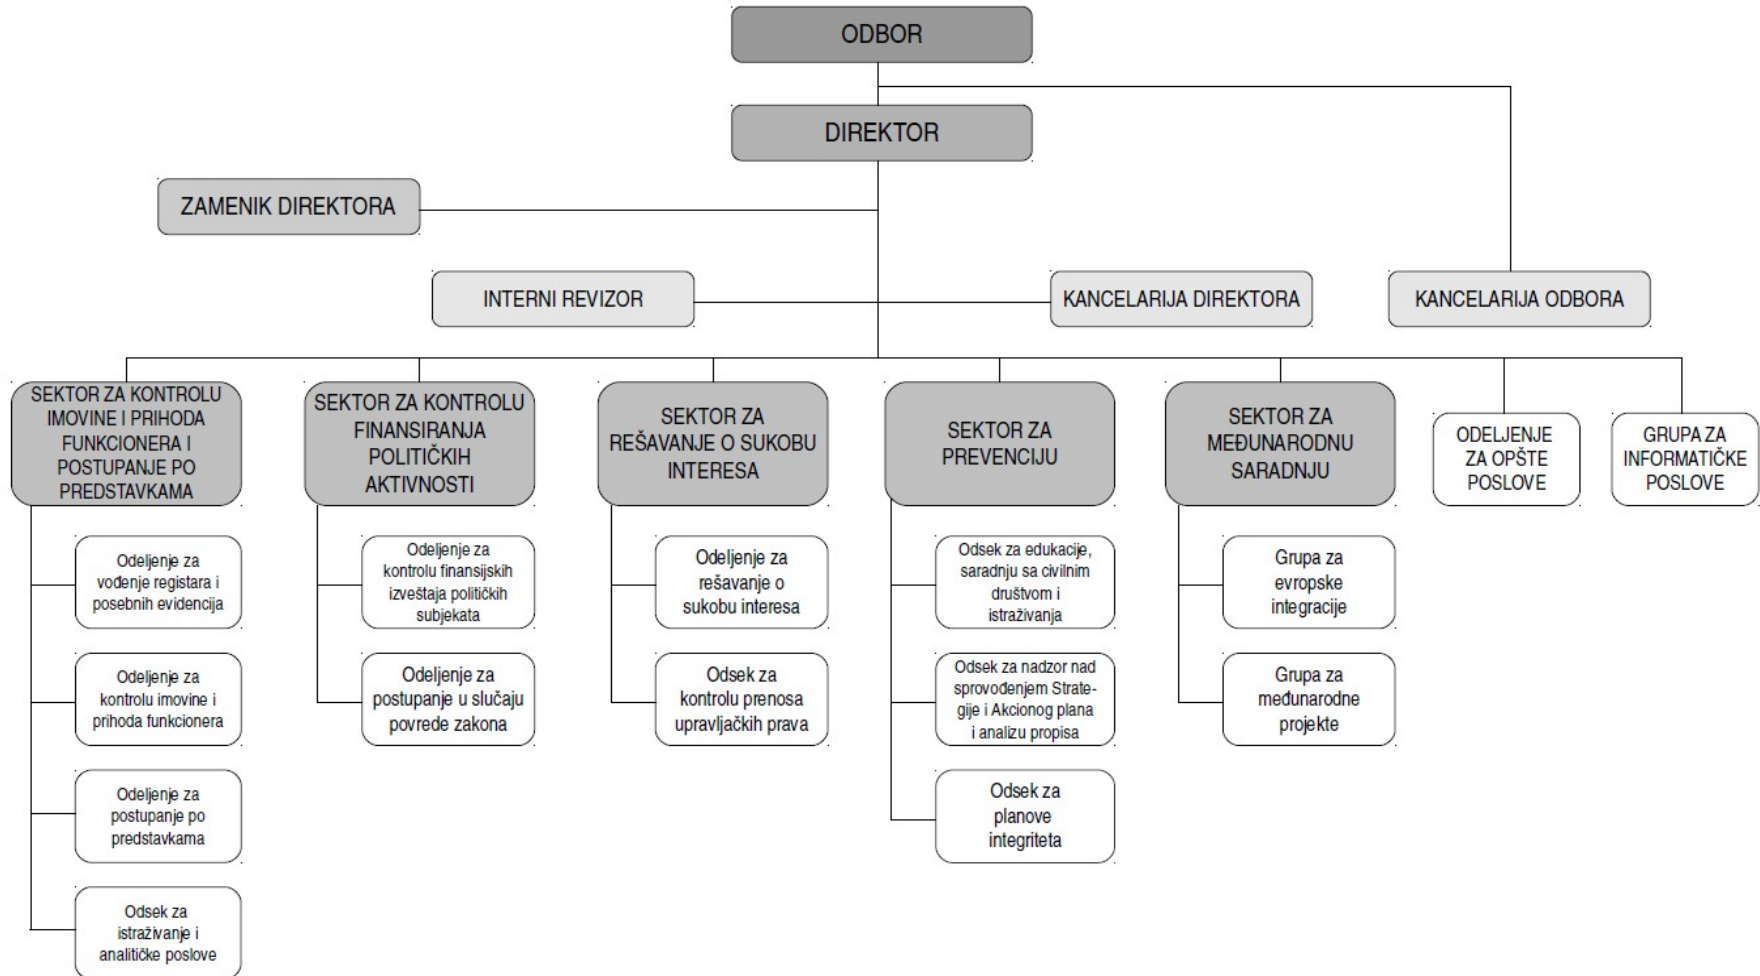 ODBOR
DIREKTOR
ZAMENIK DIREKTORA
INTERNI REVIZOR
KANCELARIJA DIREKTORA
KANCELARIJA ODBORA
SEKTOR ZA KONTROLU
IMOVINE I PRIHODA
FUNKCIONERA I
POSTUPANJE PO
PREDSTAVKAMA
SEKTOR ZA KONTROLU
FINANSIRANJA
POLITIČKIH
AKTIVNOSTI
SEKTOR ZA
REŠAVANJE O SUKOBU
INTERESA
SEKTOR ZA
PREVENCIJU
SEKTOR ZA
MEĐUNARODNU
SARADNJU
ODELJENJE
ZA OPŠTE
POSLOVE
GRUPA ZA
INFORMATIČKE
POSLOVE
Odeljenje za
vođenje registara i
posebnih evidencija
Odeljenje za
kontrolu imovine i
prihoda funkcionera
Odeljenje za
postupanje po
predstavkama
Odsek za
istraživanje i
analitičke poslove
Odeljenje za
kontrolu finansijskih
izveštaja političkih
subjekata
Odeljenje za
postupanje u slučaju
povrede zakona
Odeljenje za
rešavanje o
sukobu interesa
Odsek za
kontrolu prenosa
upravljačkih prava
Odsek za edukacije,
saradnju sa civilnim
društvom i
istraživanja
Odsek za nadzor nad
sprovođenjem Strate-
gije i Akcionog plana
i analizu propisa
Odsek za
planove
integriteta
Grupa za
evropske
integracije
Grupa za
međunarodne
projekte